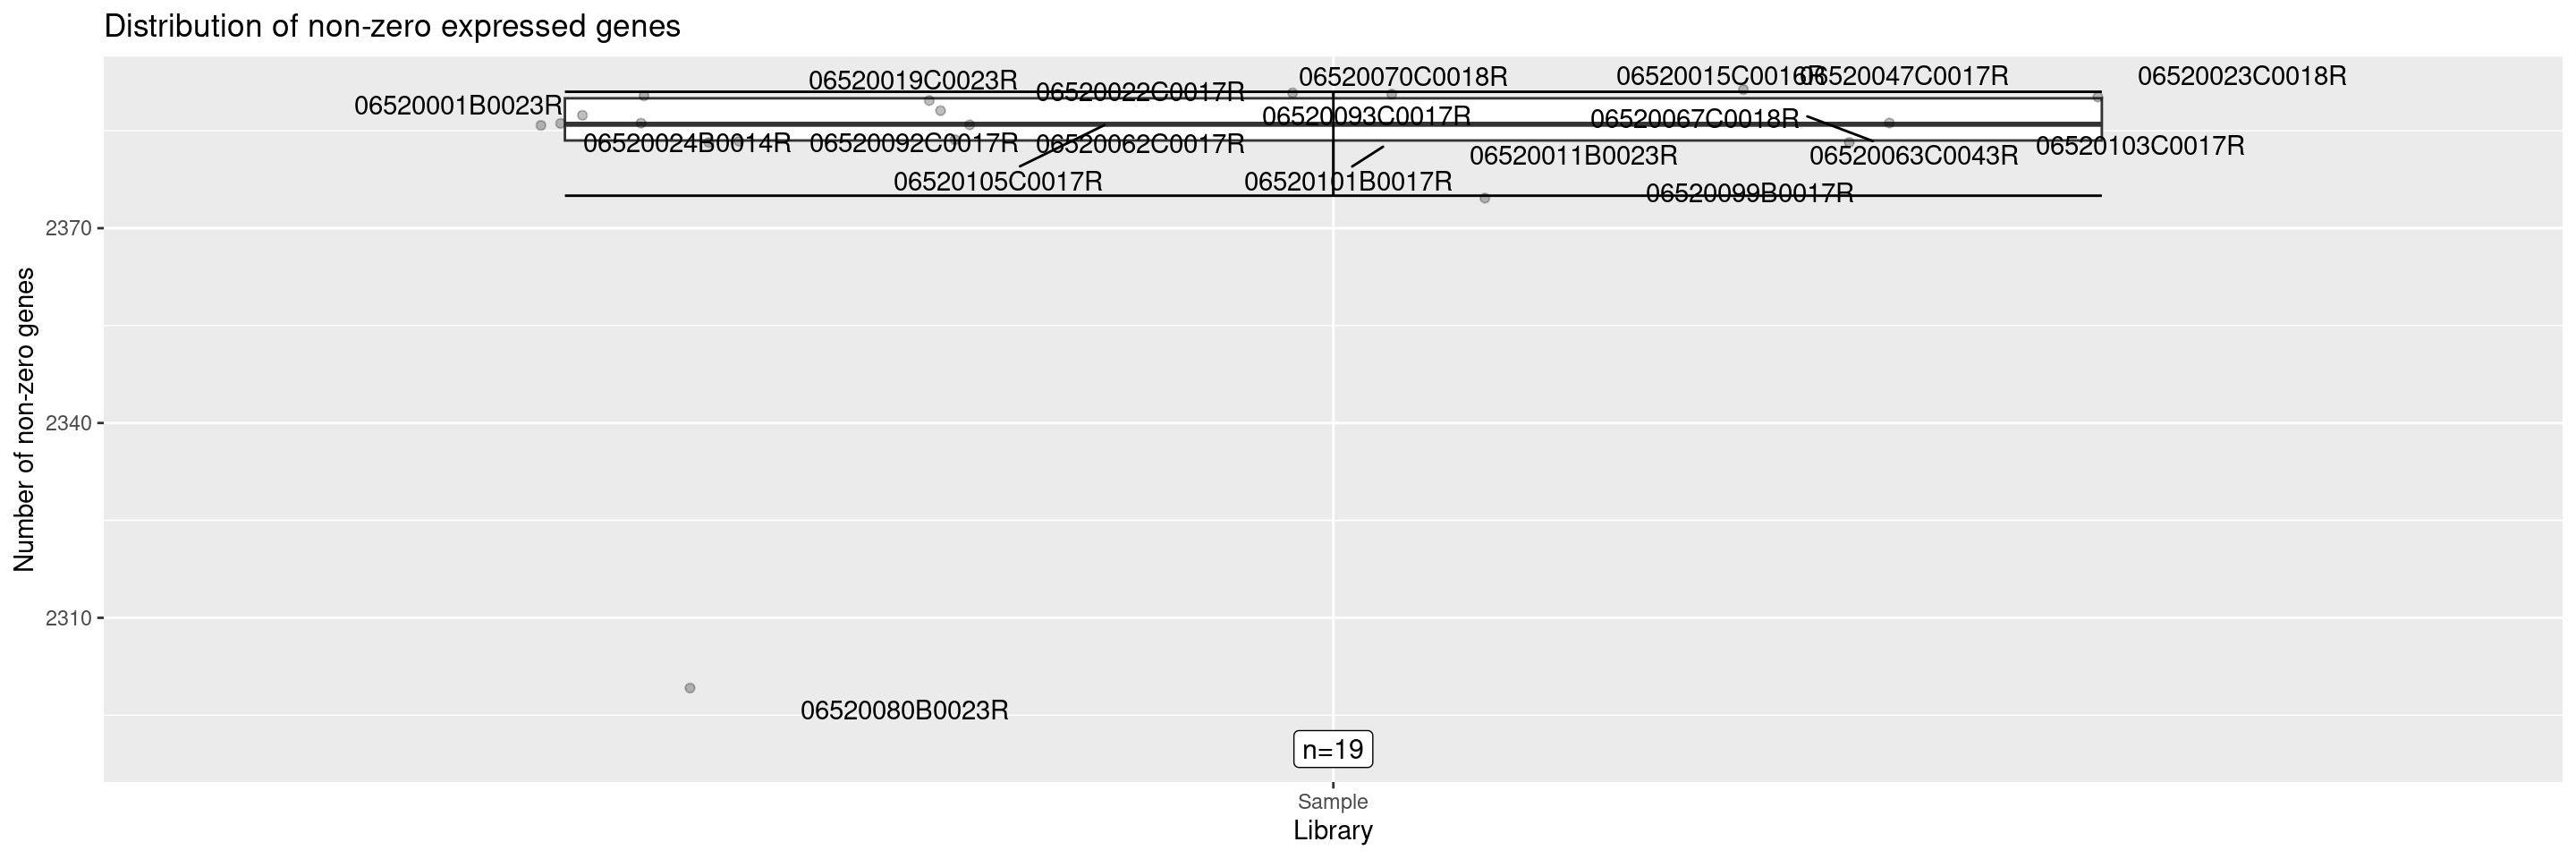 Distribution of non-zero expressed genes
06520019C0023R
06520070C0018R
06520015C0016R
06520047C0017R
06520023C0018R
06520001B0023R
06520022C0017R
06520093C0017R
06520067C0018R
06520024B0014R
06520092C0017R
06520062C0017R
06520011B0023R
06520063C0043R
06520103C0017R
06520105C0017R
06520101B0017R
06520099B0017R
2370
2340
2310
Number of non-zero genes
06520080B0023R
n=19
Sample
Library